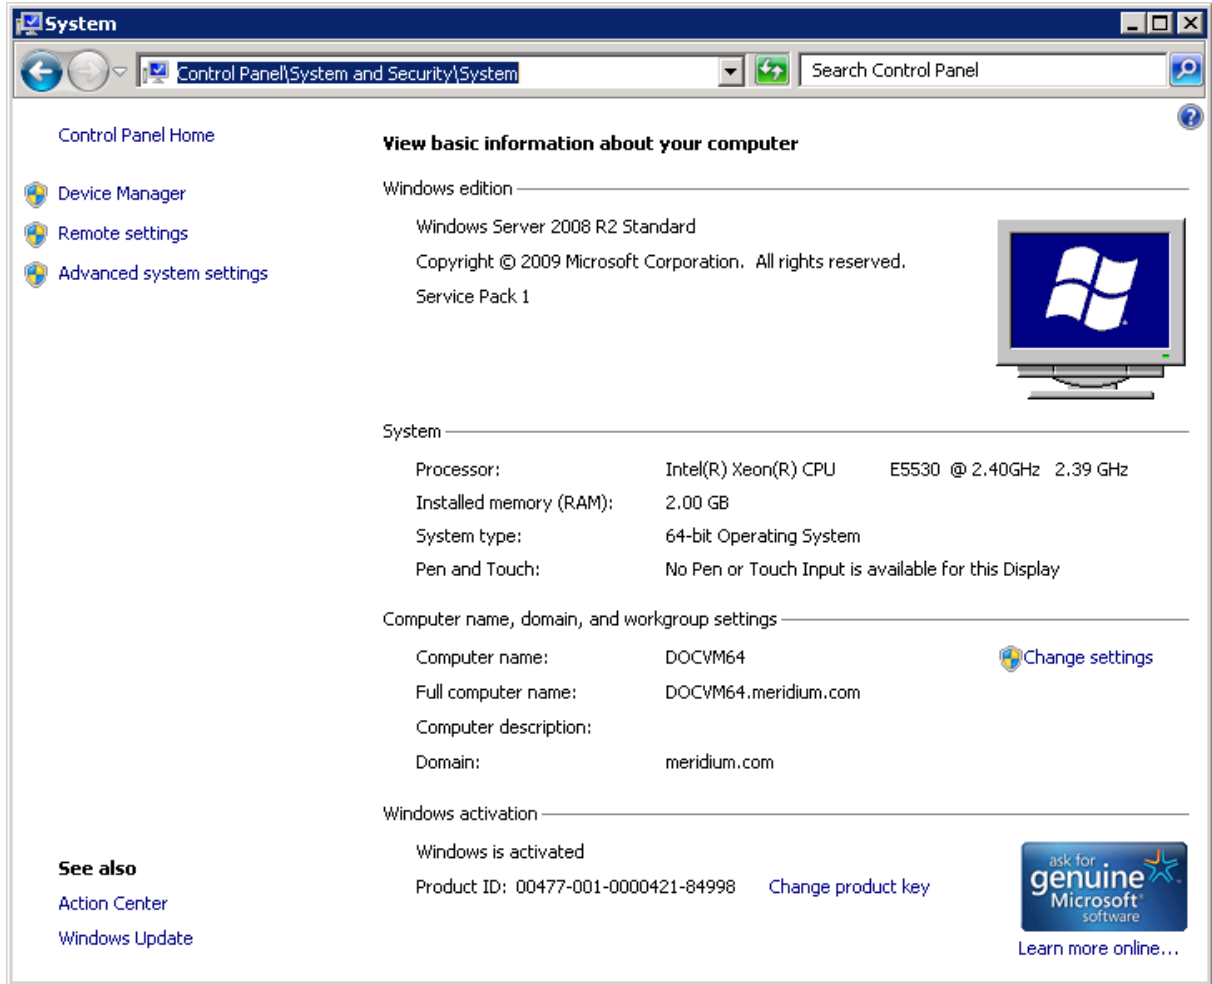 System
Control Panel\System and Security\System
Search Control Panel
Control Panel Home
Device Manager
Remote settings
Advanced system settings
See also
Action Center
Windows Update
View basic information about your computer
Windows edition
Windows Server 2008 R2 Standard
Copyright © 2009 Microsoft Corporation.  All rights reserved.
Service Pack 1
System
Processor: Intel(R) Xeon(R) CPU E5530 @ 2.40GHz 2.39 GHz
Installed memory (RAM): 2.00 GB
System type: 64-bit Operating System
Pen and Touch: No Pen or Touch Input is available for this Display
Computer name, domain, and workgroup settings
Computer name: DOCVM64 Change settings
Full computer name: DOCVM64.meridium.com
Computer description:
Domain: meridium.com
Windows activation
Windows is activated
Product ID: 00477-001-0000421-84998 Change product key
ask for
genuine
Microsoft
software
Learn more online...